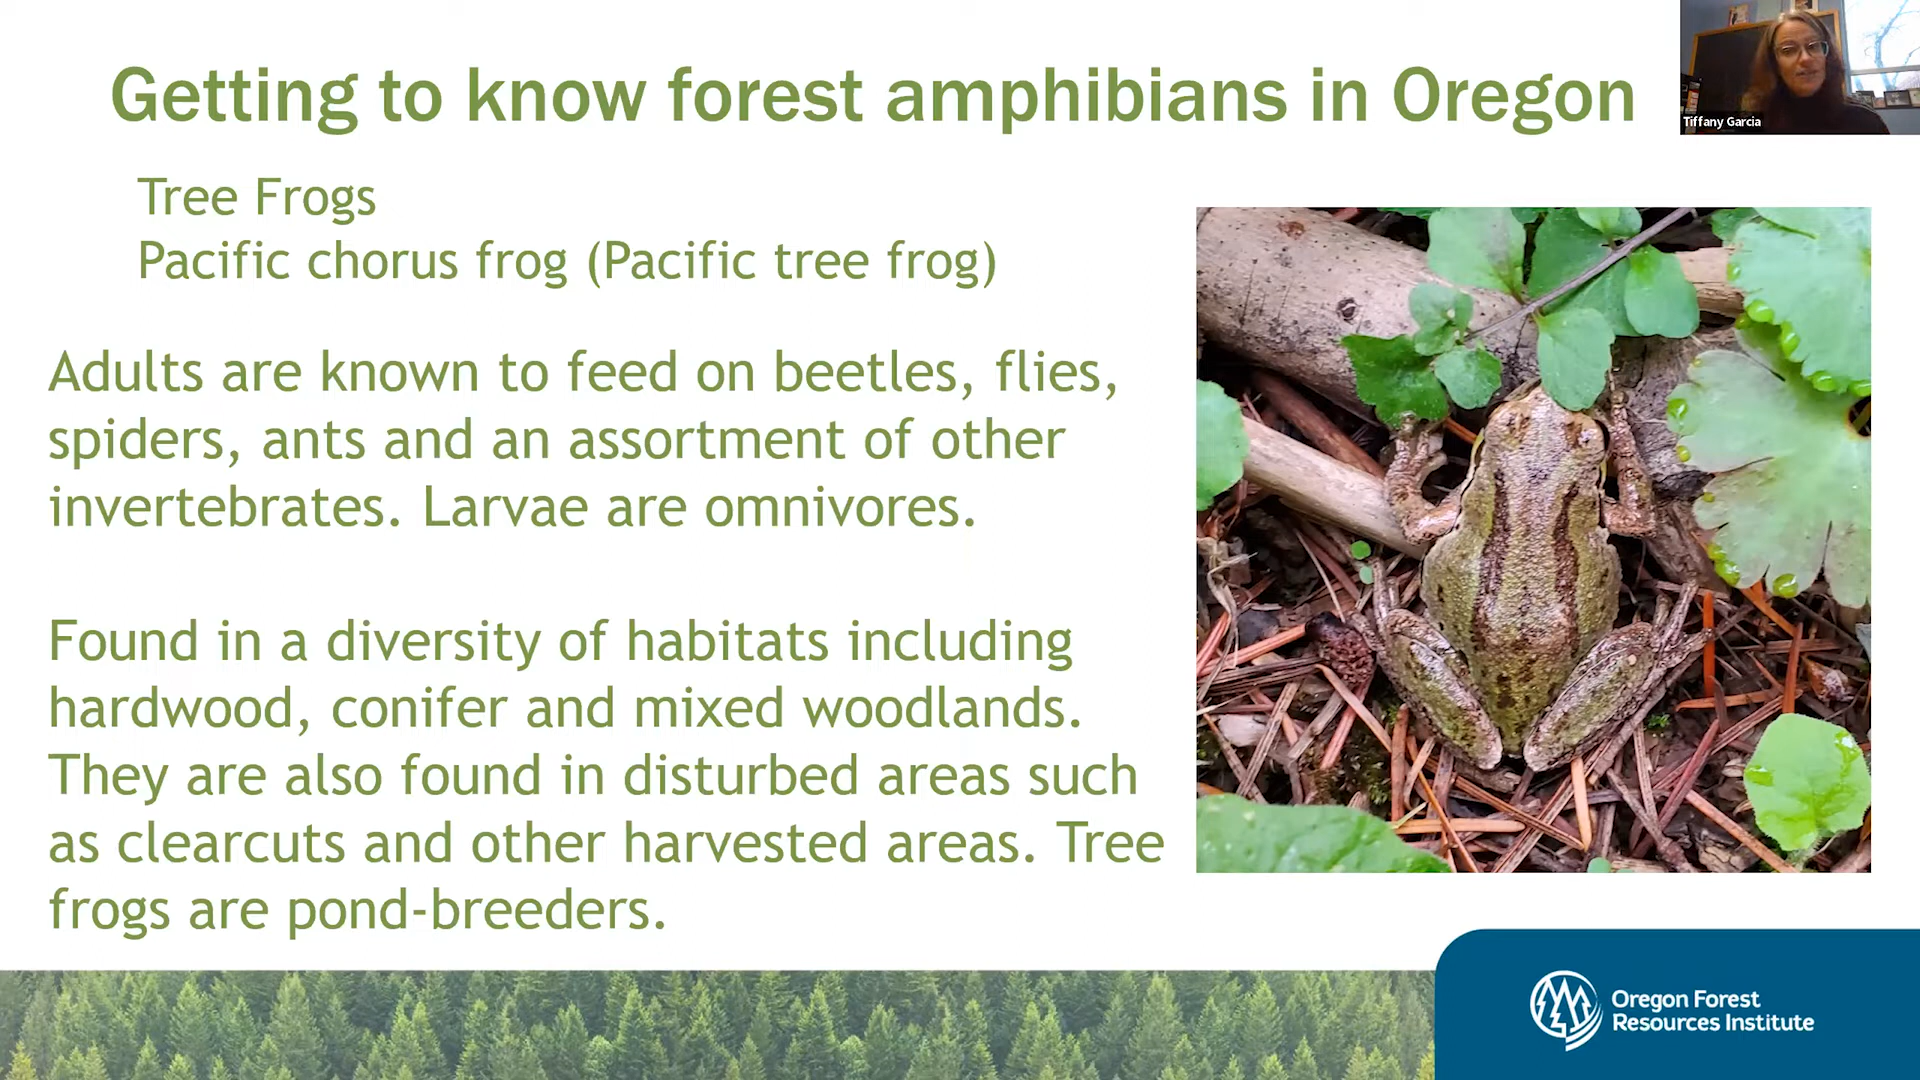 Getting to know forest amphibians in Oregon
Tiffany Garcia
Tree Frogs
Pacific chorus frog (Pacific tree frog)
Adults are known to feed on beetles, flies,
spiders, ants and an assortment of other
invertebrates. Larvae are omnivores.
Found in a diversity of habitats including
hardwood, conifer and mixed woodlands.
They are also found in disturbed areas such
as clearcuts and other harvested areas. Tree
frogs are pond-breeders.
Oregon Forest
Resources Institute